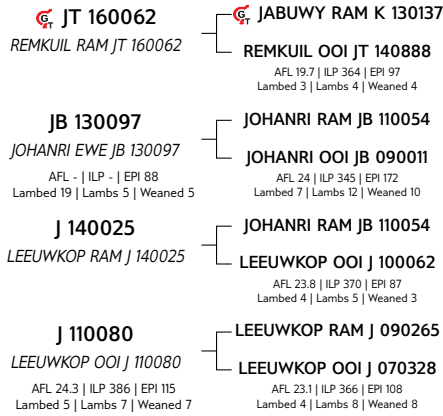 GT JT 160062
REMKUIL RAM JT 160062
GT JABUWY RAM K 130137
REMKUIL OOI JT 140888
AFL 19.7 | ILP 364 | EPI 97
Lambed 3 | Lambs 4 | Weaned 4
JB 130097
JOHANRI EWE JB 130097
AFL - | ILP - | EPI 88
Lambed 19 | Lambs 5 | Weaned 5
JOHANRI RAM JB 110054
JOHANRI OOI JB 090011
AFL 24 | ILP 345 | EPI 172
Lambed 7 | Lambs 12 | Weaned 10
J 140025
LEEUWKOP RAM J 140025
JOHANRI RAM JB 110054
LEEUWKOP OOI J 100062
AFL 23.8 | ILP 370 | EPI 87
Lambed 4 | Lambs 5 | Weaned 3
J 110080
LEEUWKOP OOI J 110080
AFL 24.3 | ILP 386 | EPI 115
Lambed 5 | Lambs 7 | Weaned 7
LEEUWKOP RAM J 090265
LEEUWKOP OOI J 070328
AFL 23.1 | ILP 366 | EPI 108
Lambed 4 | Lambs 8 | Weaned 8